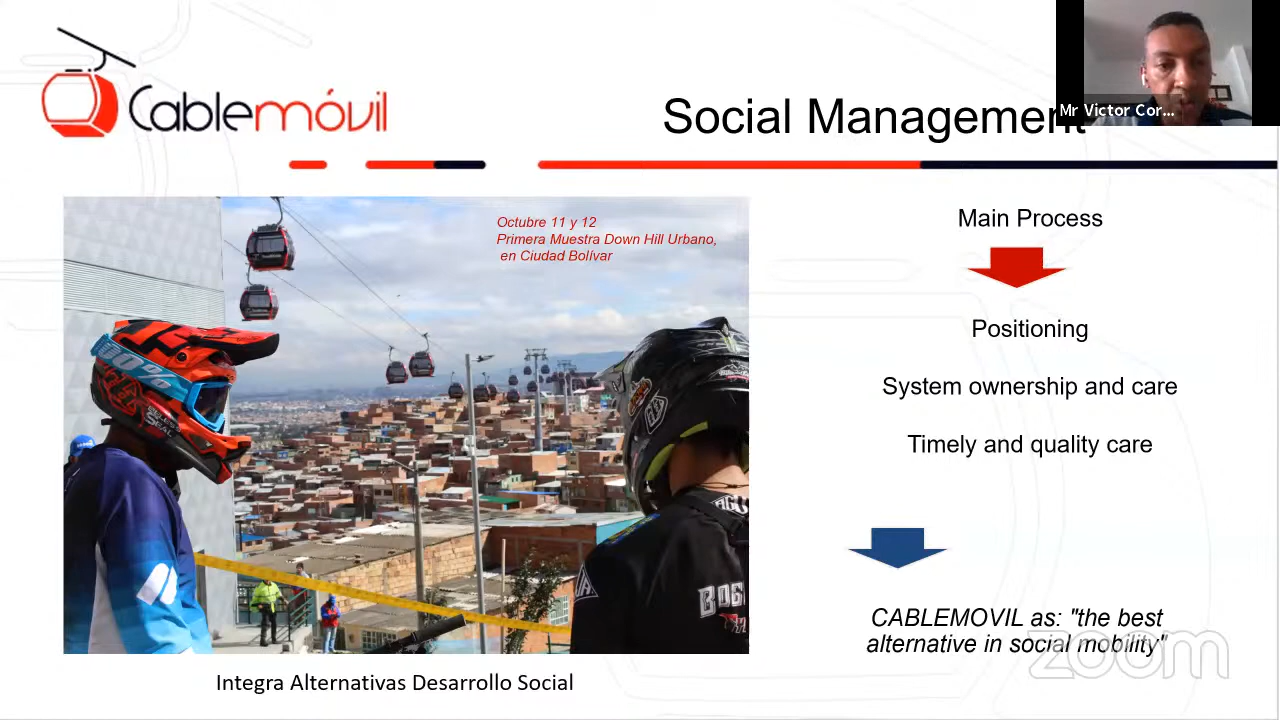 Cablemóvil
Social Management
Mr Victor Cor...
Octubre 11 y 12
Primera Muestra Down Hill Urbano,
en Ciudad Bolívar
100%
BOG
Main Process
Positioning
System ownership and care
Timely and quality care
CABLEMOVIL as: "the best
alternative in social mobility"
zoom
Integra Alternativas Desarrollo Social